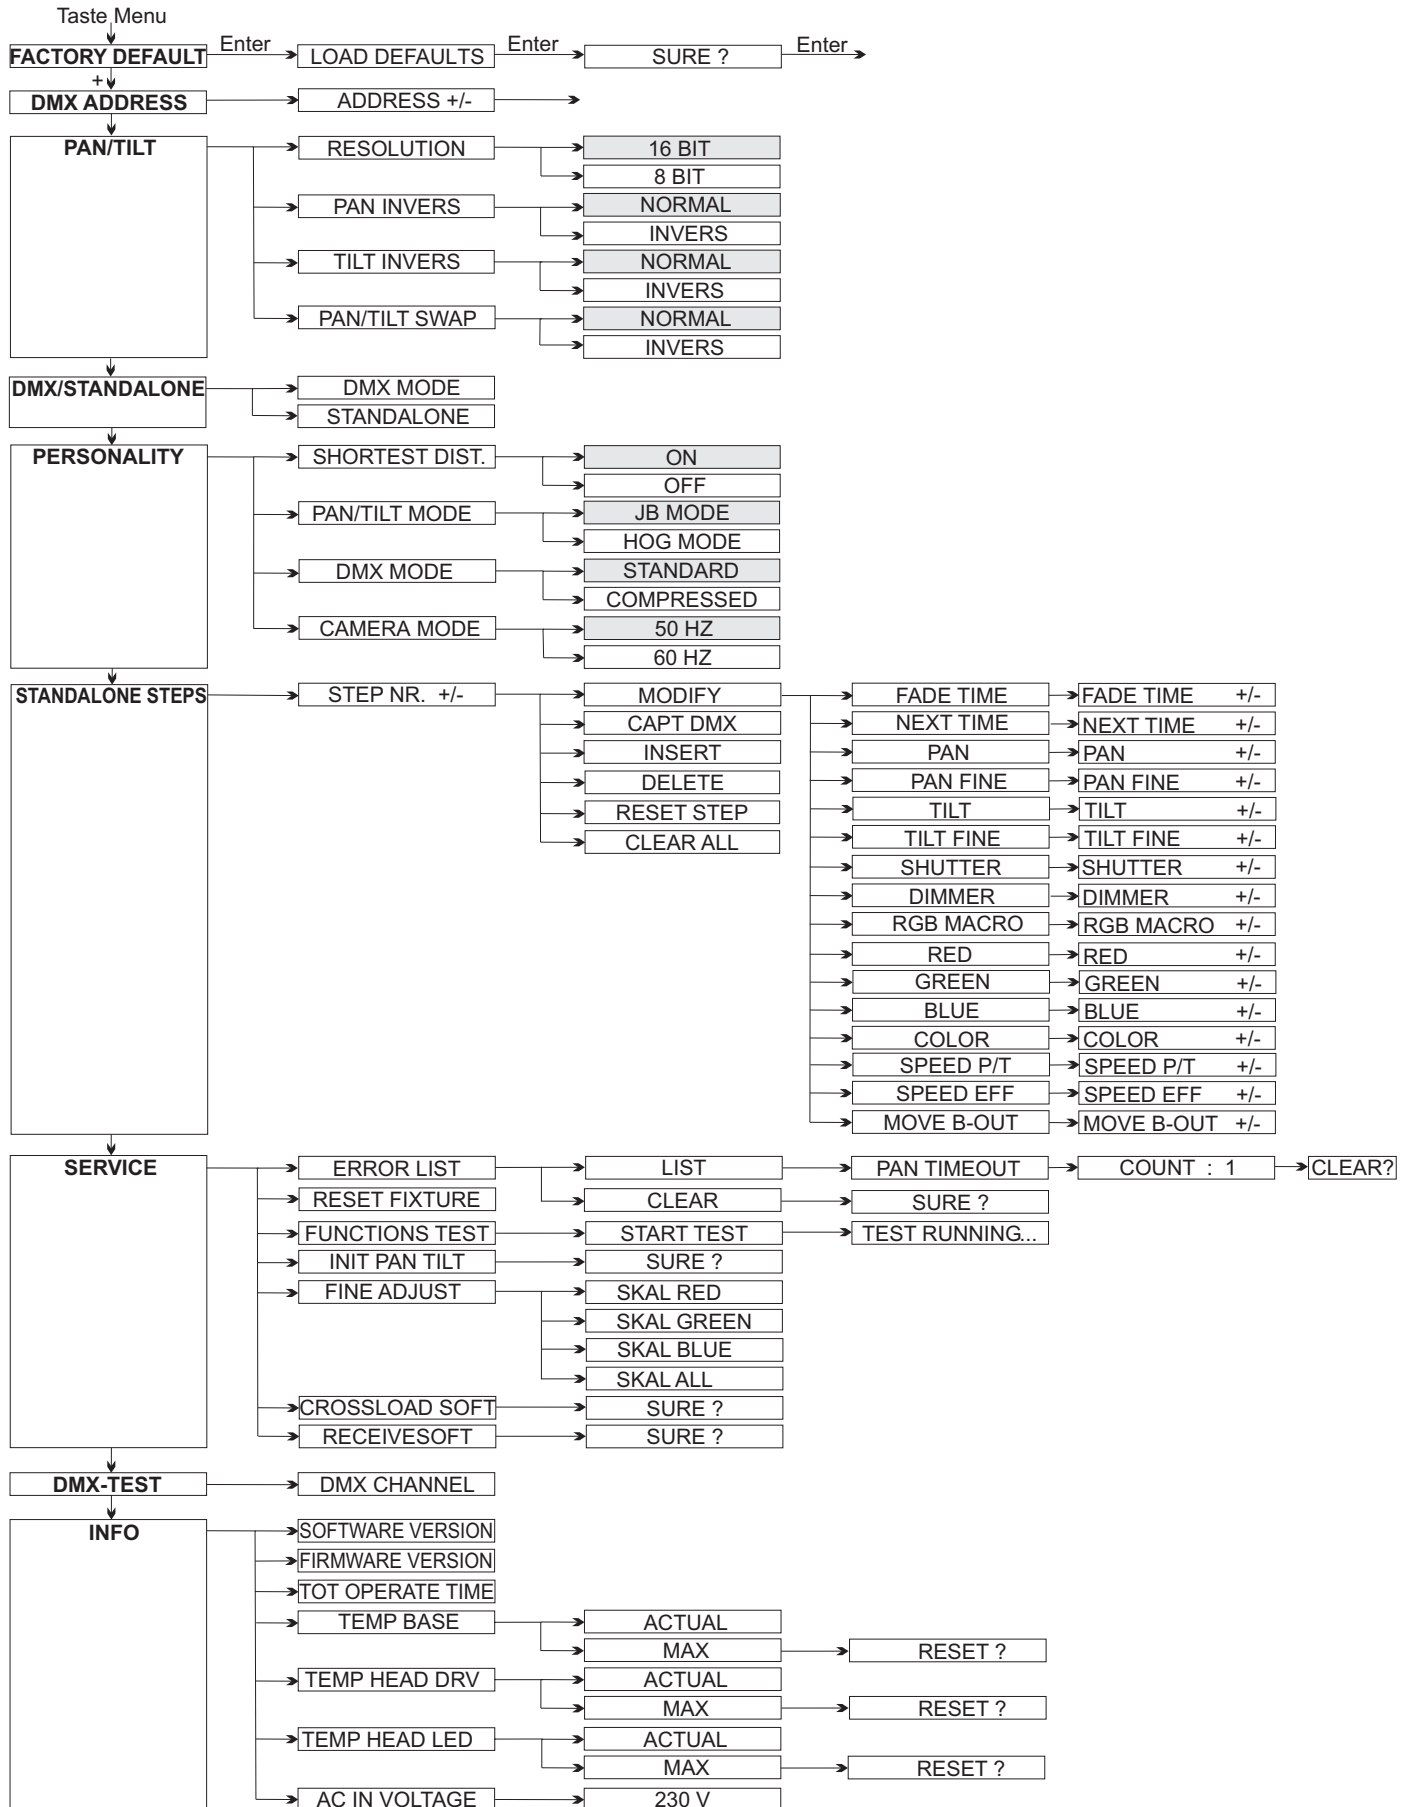 Taste Menu
FACTORY DEFAULT Enter LOAD DEFAULTS Enter SURE ? Enter
+
DMX ADDRESS ADDRESS +/-
PAN/TILT RESOLUTION 16 BIT
8 BIT
PAN INVERS NORMAL
INVERS
TILT INVERS NORMAL
INVERS
PAN/TILT SWAP NORMAL
INVERS
DMX/STANDALONE DMX MODE
STANDALONE
PERSONALITY SHORTEST DIST. ON
OFF
PAN/TILT MODE JB MODE
HOG MODE
DMX MODE STANDARD
COMPRESSED
CAMERA MODE 50 HZ
60 HZ
STANDALONE STEPS STEP NR. +/- MODIFY FADE TIME FADE TIME +/-
CAPT DMX NEXT TIME NEXT TIME +/-
INSERT PAN PAN +/-
DELETE PAN FINE PAN FINE +/-
RESET STEP TILT TILT +/-
CLEAR ALL TILT FINE TILT FINE +/-
SHUTTER SHUTTER +/-
DIMMER DIMMER +/-
RGB MACRO RGB MACRO +/-
RED RED +/-
GREEN GREEN +/-
BLUE BLUE +/-
COLOR COLOR +/-
SPEED P/T SPEED P/T +/-
SPEED EFF SPEED EFF +/-
MOVE B-OUT MOVE B-OUT +/-
SERVICE ERROR LIST LIST PAN TIMEOUT COUNT : 1 CLEAR?
RESET FIXTURE CLEAR SURE ?
FUNCTIONS TEST START TEST TEST RUNNING...
INIT PAN TILT SURE ?
FINE ADJUST SKAL RED
SKAL GREEN
SKAL BLUE
SKAL ALL
CROSSLOAD SOFT SURE ?
RECEIVESOFT SURE ?
DMX-TEST DMX CHANNEL
INFO SOFTWARE VERSION
FIRMWARE VERSION
TOT OPERATE TIME
TEMP BASE ACTUAL
MAX RESET ?
TEMP HEAD DRV ACTUAL
MAX RESET ?
TEMP HEAD LED ACTUAL
MAX RESET ?
AC IN VOLTAGE 230 V